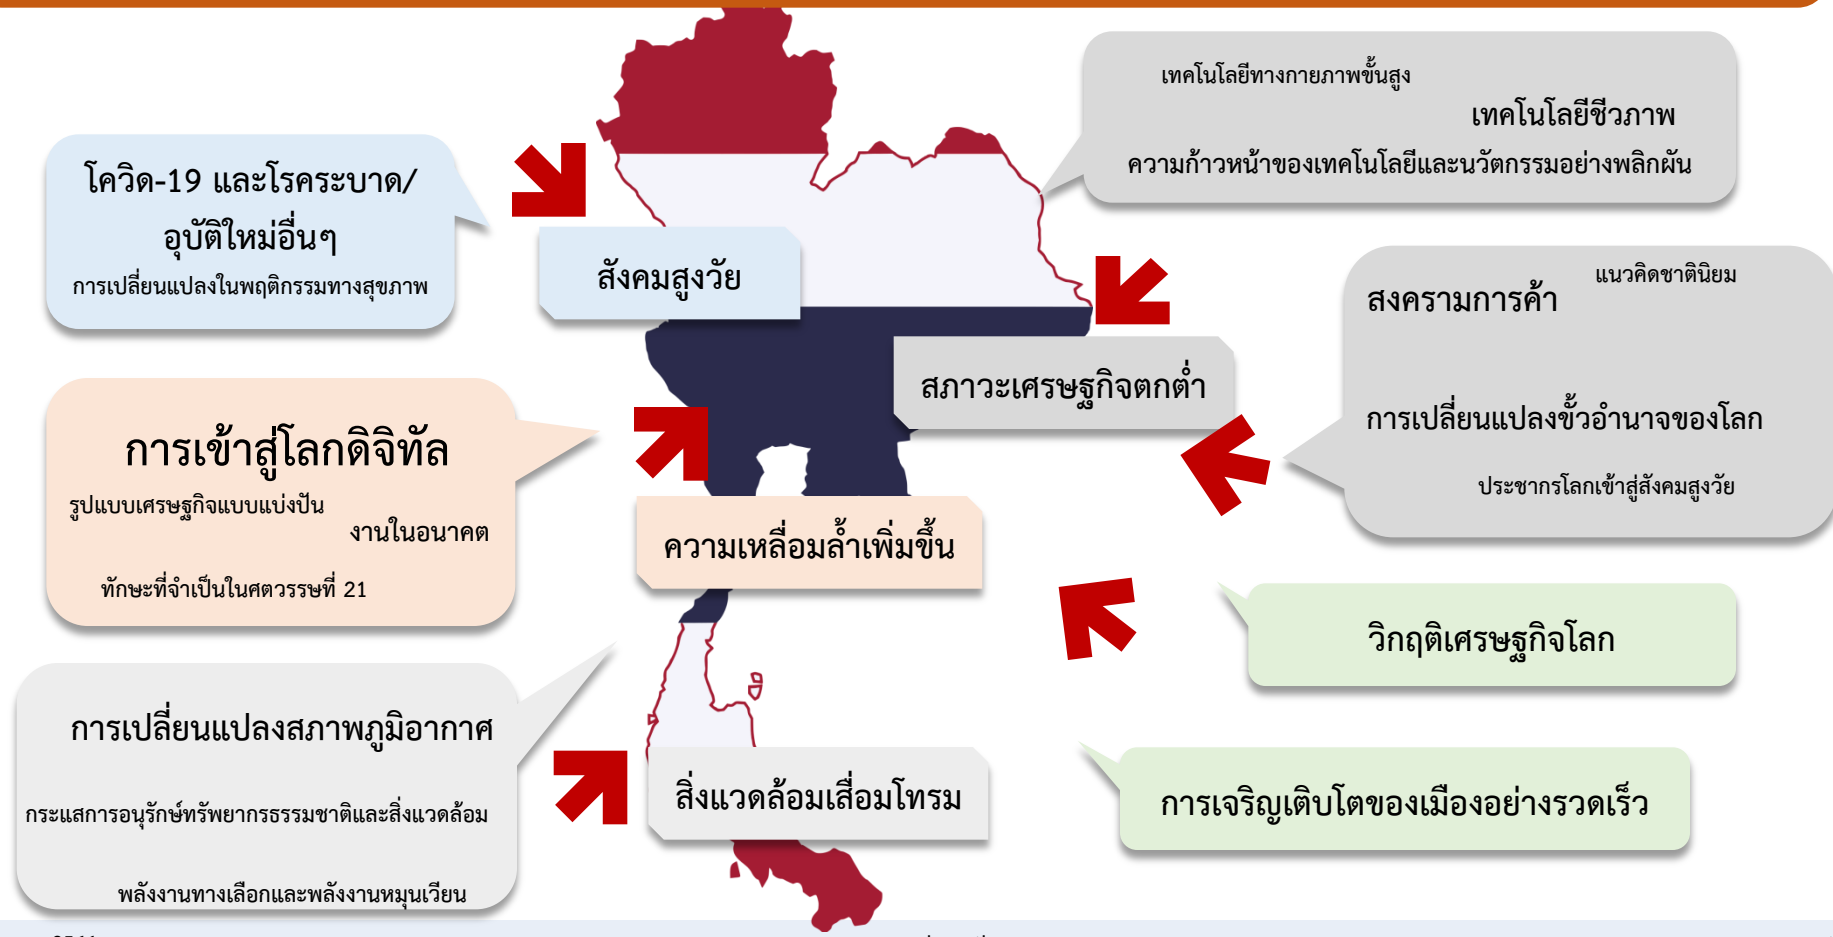 เทคโนโลยีทางกายภาพขั้นสูง
เทคโนโลยีชีวภาพ
ความก้าวหน้าของเทคโนโลยีและนวัตกรรมอย่างพลิกผัน
โควิด-19 และโรคระบาด/
อุบัติใหม่อื่นๆ
การเปลี่ยนแปลงในพฤติกรรมทางสุขภาพ
สังคมสูงวัย
แนวคิดชาตินิยม
สงครามการค้า
การเปลี่ยนแปลงขั้วอำนาจของโลก
ประชากรโลกเข้าสู่สังคมสูงวัย
สภาวะเศรษฐกิจตกต่ำ
การเข้าสู่โลกดิจิทัล
รูปแบบเศรษฐกิจแบบแบ่งปัน
งานในอนาคต
ทักษะที่จำเป็นในศตวรรษที่ 21
ความเหลื่อมล้ำเพิ่มขึ้น
วิกฤติเศรษฐกิจโลก
การเปลี่ยนแปลงสภาพภูมิอากาศ
กระแสการอนุรักษ์ทรัพยากรธรรมชาติและสิ่งแวดล้อม
พลังงานทางเลือกและพลังงานหมุนเวียน
สิ่งแวดล้อมเสื่อมโทรม
การเจริญเติบโตของเมืองอย่างรวดเร็ว